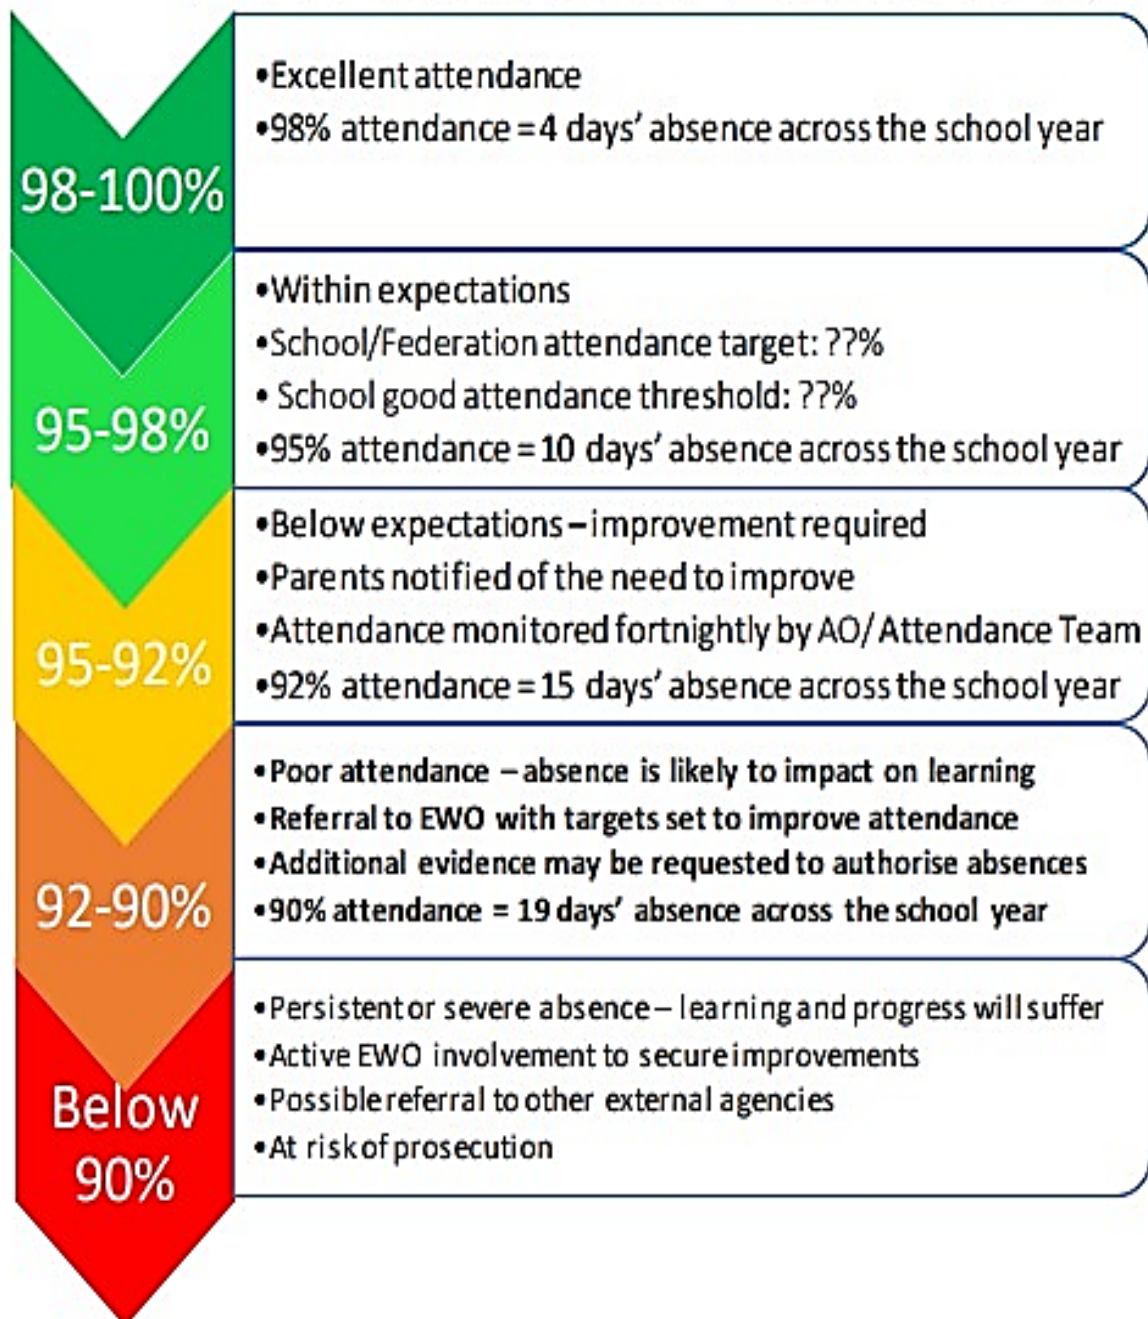 98-100%
•Excellent attendance
•98% attendance = 4 days' absence across the school year
95-98%
•Within expectations
•School/Federation attendance target: ??%
• School good attendance threshold: ??%
•95% attendance = 10 days' absence across the school year
95-92%
•Below expectations – improvement required
•Parents notified of the need to improve
•Attendance monitored fortnightly by AO/Attendance Team
•92% attendance = 15 days' absence across the school year
92-90%
•Poor attendance – absence is likely to impact on learning
•Referral to EWO with targets set to improve attendance
•Additional evidence may be requested to authorise absences
•90% attendance = 19 days' absence across the school year
Below
90%
•Persistent or severe absence – learning and progress will suffer
•Active EWO involvement to secure improvements
•Possible referral to other external agencies
•At risk of prosecution